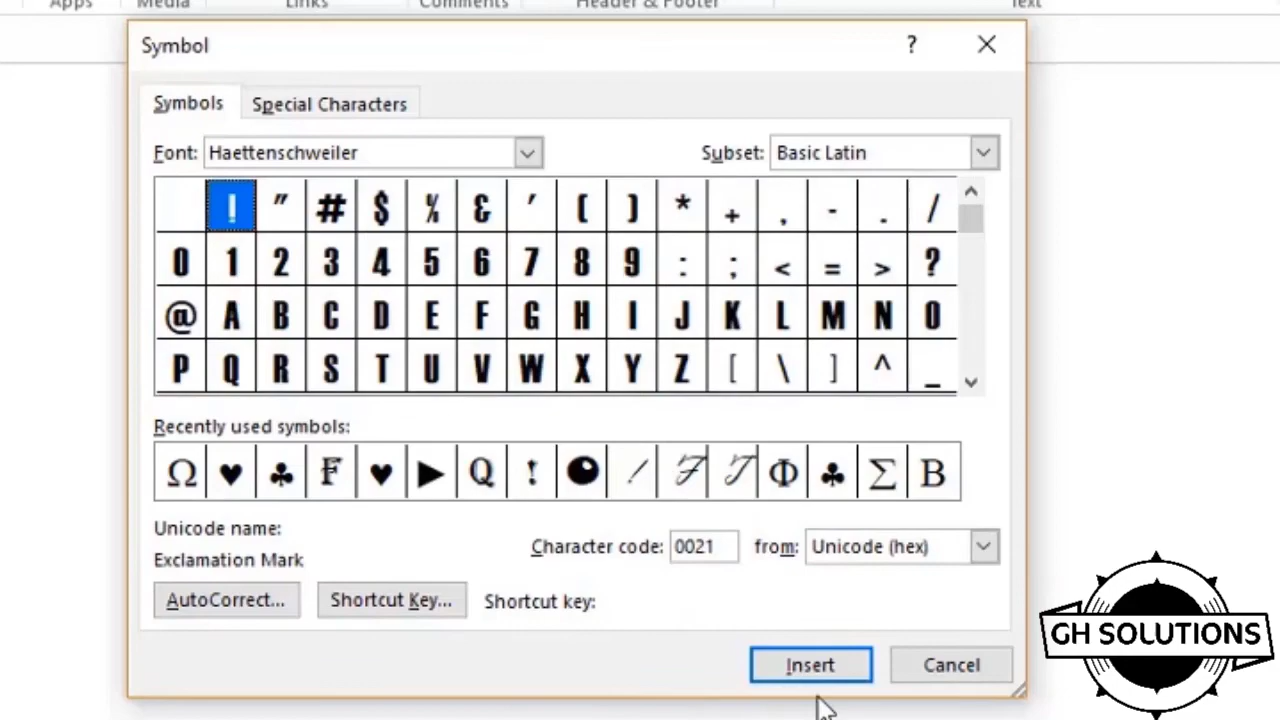 Apps Media Links Comments Header & Footer Text
Symbol ?
Symbols Special Characters
Font: Haettenschweiler Subset: Basic Latin
! " # $ % & ' ( ) * + , - . /
0 1 2 3 4 5 6 7 8 9 : ; < = > ?
@ A B C D E F G H I J K L M N O
P Q R S T U V W X Y Z [ \ ] ^ _
Recently used symbols:
Ω ♥ ♣ ♥ ▶ Q ! / ℱ Φ ♣ Σ B
Unicode name:
Exclamation Mark
Character code: 0021 from: Unicode (hex)
AutoCorrect... Shortcut Key... Shortcut key:
Insert Cancel
GH SOLUTIONS